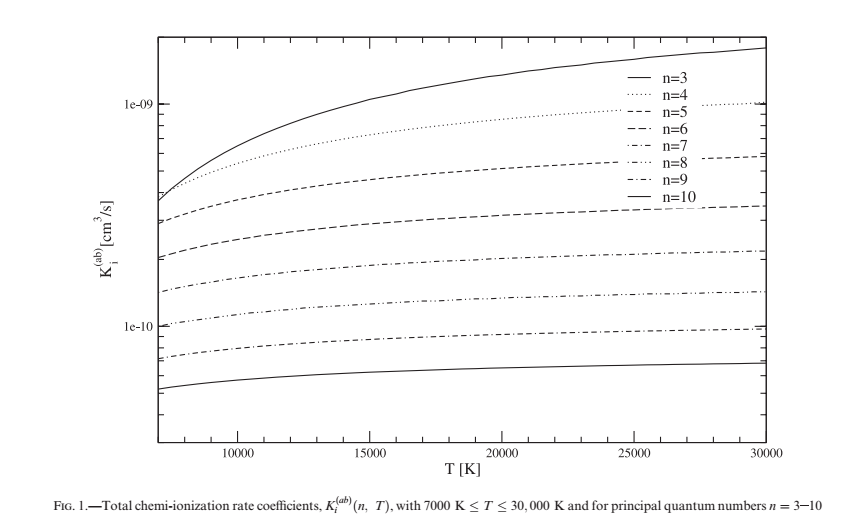 n=3
n=4
n=5
n=6
n=7
n=8
n=9
n=10
1e-09
1e-10
K_i^(ab) [cm^3/s]
10000 15000 20000 25000 30000
T [K]
FIG. 1.—Total chemi-ionization rate coefficients, K_i^(ab)(n, T), with 7000 K ≤ T ≤ 30,000 K and for principal quantum numbers n = 3–10